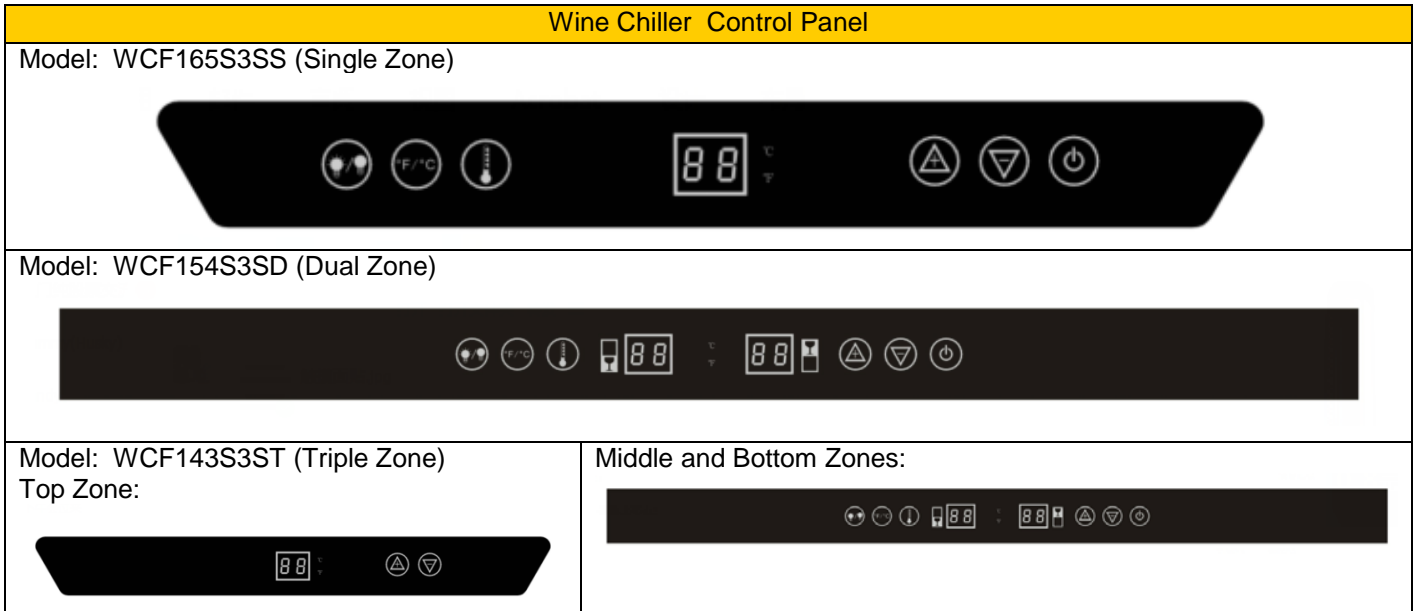 Wine Chiller Control Panel
Model: WCF165S3SS (Single Zone)
°F/°C
88
°C
°F
Model: WCF154S3SD (Dual Zone)
°F/°C
88
°C
°F
88
Model: WCF143S3ST (Triple Zone)
Top Zone:
88
°C
°F
Middle and Bottom Zones:
°F/°C
88
°C
°F
88